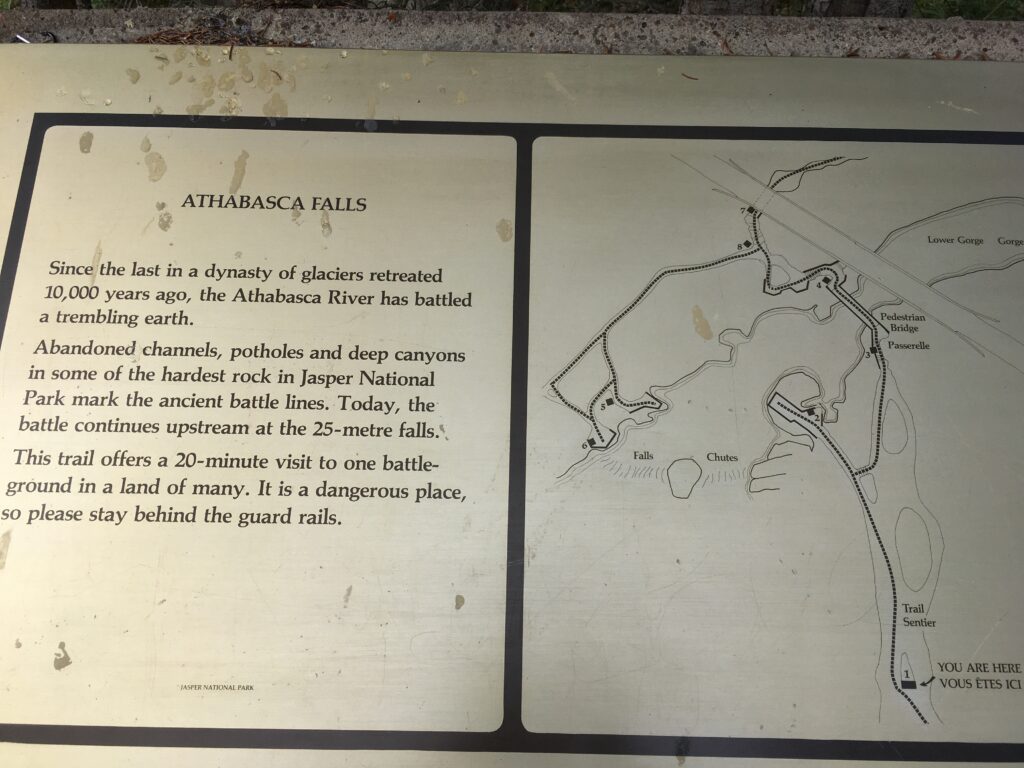 ATHABASCA FALLS
Since the last in a dynasty of glaciers retreated
10,000 years ago, the Athabasca River has battled
a trembling earth.
Abandoned channels, potholes and deep canyons
in some of the hardest rock in Jasper National
Park mark the ancient battle lines. Today, the
battle continues upstream at the 25-metre falls.
This trail offers a 20-minute visit to one battle-
ground in a land of many. It is a dangerous place,
so please stay behind the guard rails.
JASPER NATIONAL PARK
7
8
Lower Gorge Gorge
4
Pedestrian
Bridge
Passerelle
3
5
2
6
Falls Chutes
Trail
Sentier
1
YOU ARE HERE
VOUS ÊTES ICI